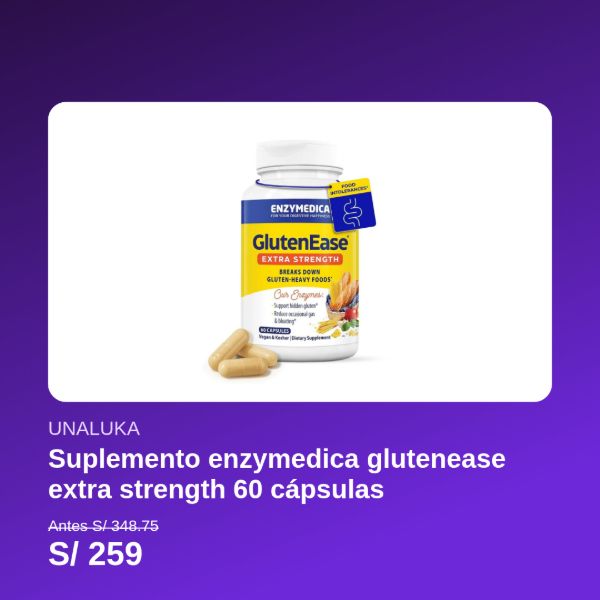 FOOD
INTOLERANCES*
ENZYMEDICA
FOR YOUR DIGESTIVE HAPPINESS
GlutenEase
EXTRA STRENGTH
BREAKS DOWN
GLUTEN-HEAVY FOODS*
Our Enzymes:
· Support hidden gluten*
· Reduce occasional gas
& bloating*
60 CAPSULES
Vegan & Kosher | Dietary Supplement
UNALUKA
Suplemento enzymedica glutenease
extra strength 60 cápsulas
Antes S/ 348.75
S/ 259